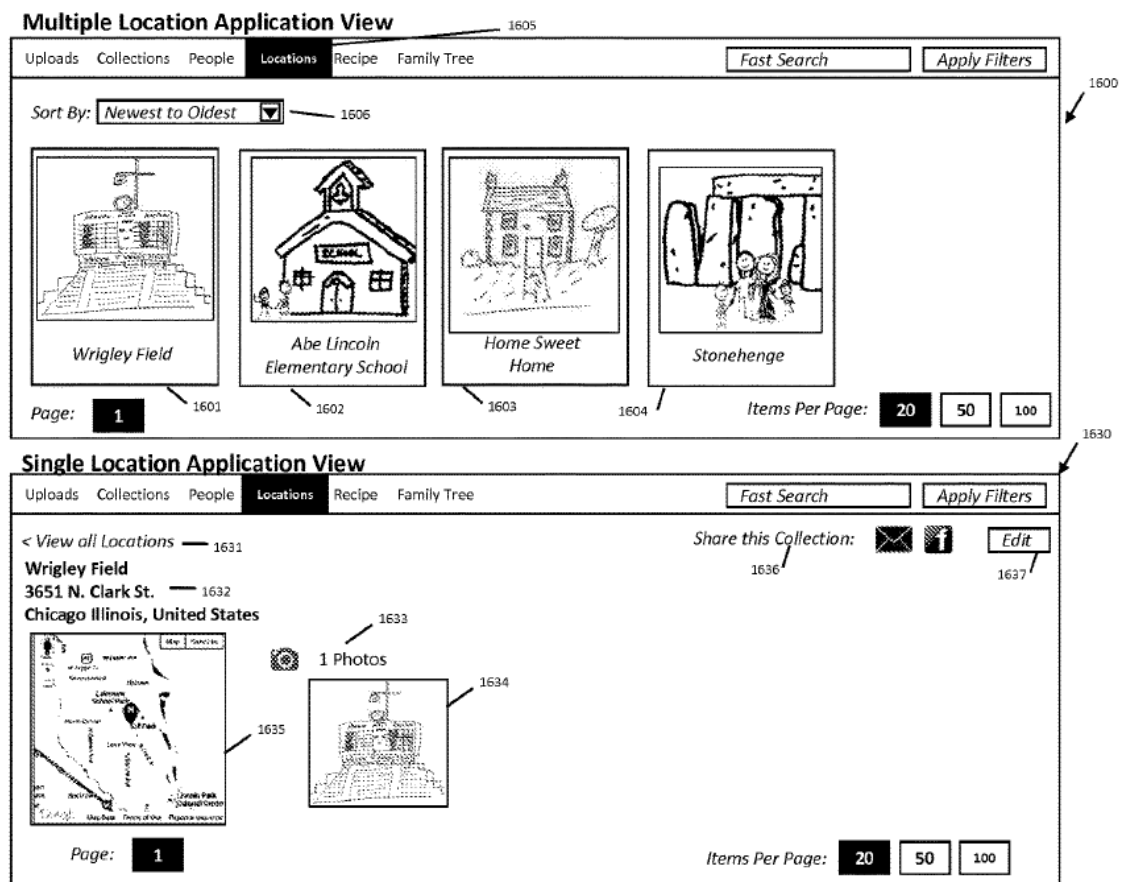 Multiple Location Application View
1605
Uploads Collections People Locations Recipe Family Tree Fast Search Apply Filters
1600
Sort By: Newest to Oldest
1606
SCHOOL
Wrigley Field
Abe Lincoln
Elementary School
Home Sweet
Home
Stonehenge
1601
1602
1603
1604
Page: 1
Items Per Page: 20 50 100
1630
Single Location Application View
Uploads Collections People Locations Recipe Family Tree Fast Search Apply Filters
< View all Locations
1631
Share this Collection: f Edit
1636
1637
Wrigley Field
3651 N. Clark St.
1632
Chicago Illinois, United States
1633
Map
1 Photos
1634
1635
Page: 1
Items Per Page: 20 50 100